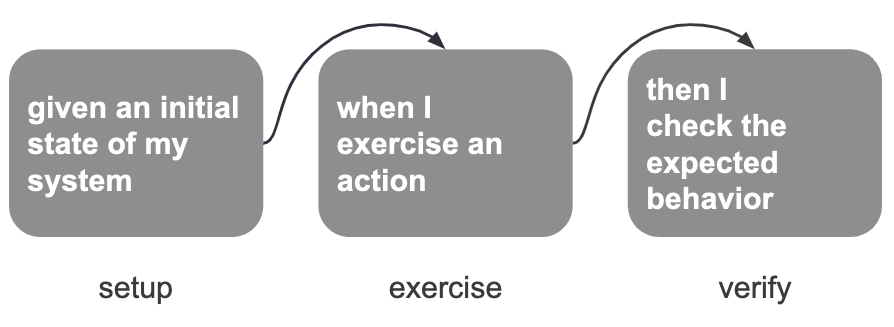 given an initial
state of my
system
when I
exercise an
action
then I
check the
expected
behavior
setup
exercise
verify